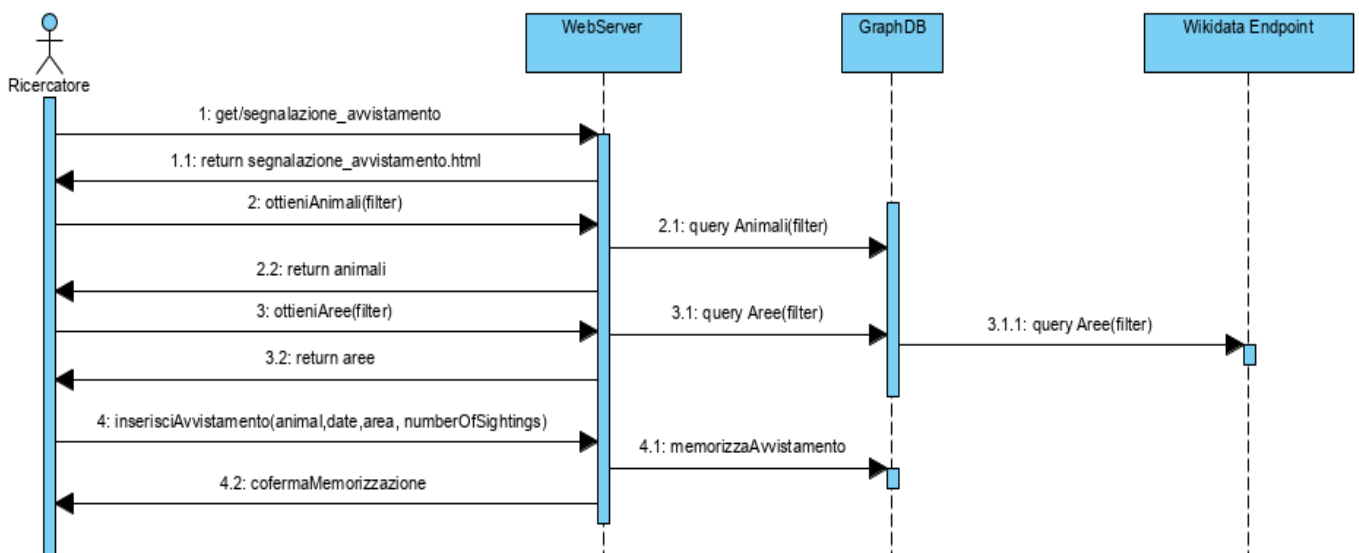 WebServer
GraphDB
Wikidata Endpoint
Ricercatore
1: get/segnalazione_avvistamento
1.1: return segnalazione_avvistamento.html
2: ottieniAnimali(filter)
2.1: query Animali(filter)
2.2: return animali
3: ottieniAree(filter)
3.1: query Aree(filter)
3.1.1: query Aree(filter)
3.2: return aree
4: inserisciAvvistamento(animal,date,area, numberOfSightings)
4.1: memorizzaAvvistamento
4.2: cofermaMemorizzazione